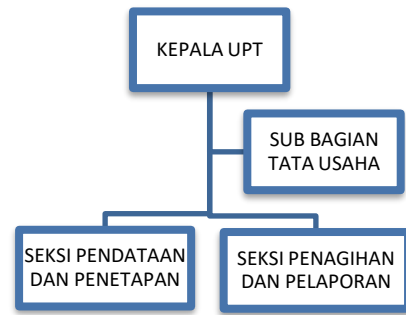 KEPALA UPT
SUB BAGIAN
TATA USAHA
SEKSI PENDATAAN
DAN PENETAPAN
SEKSI PENAGIHAN
DAN PELAPORAN